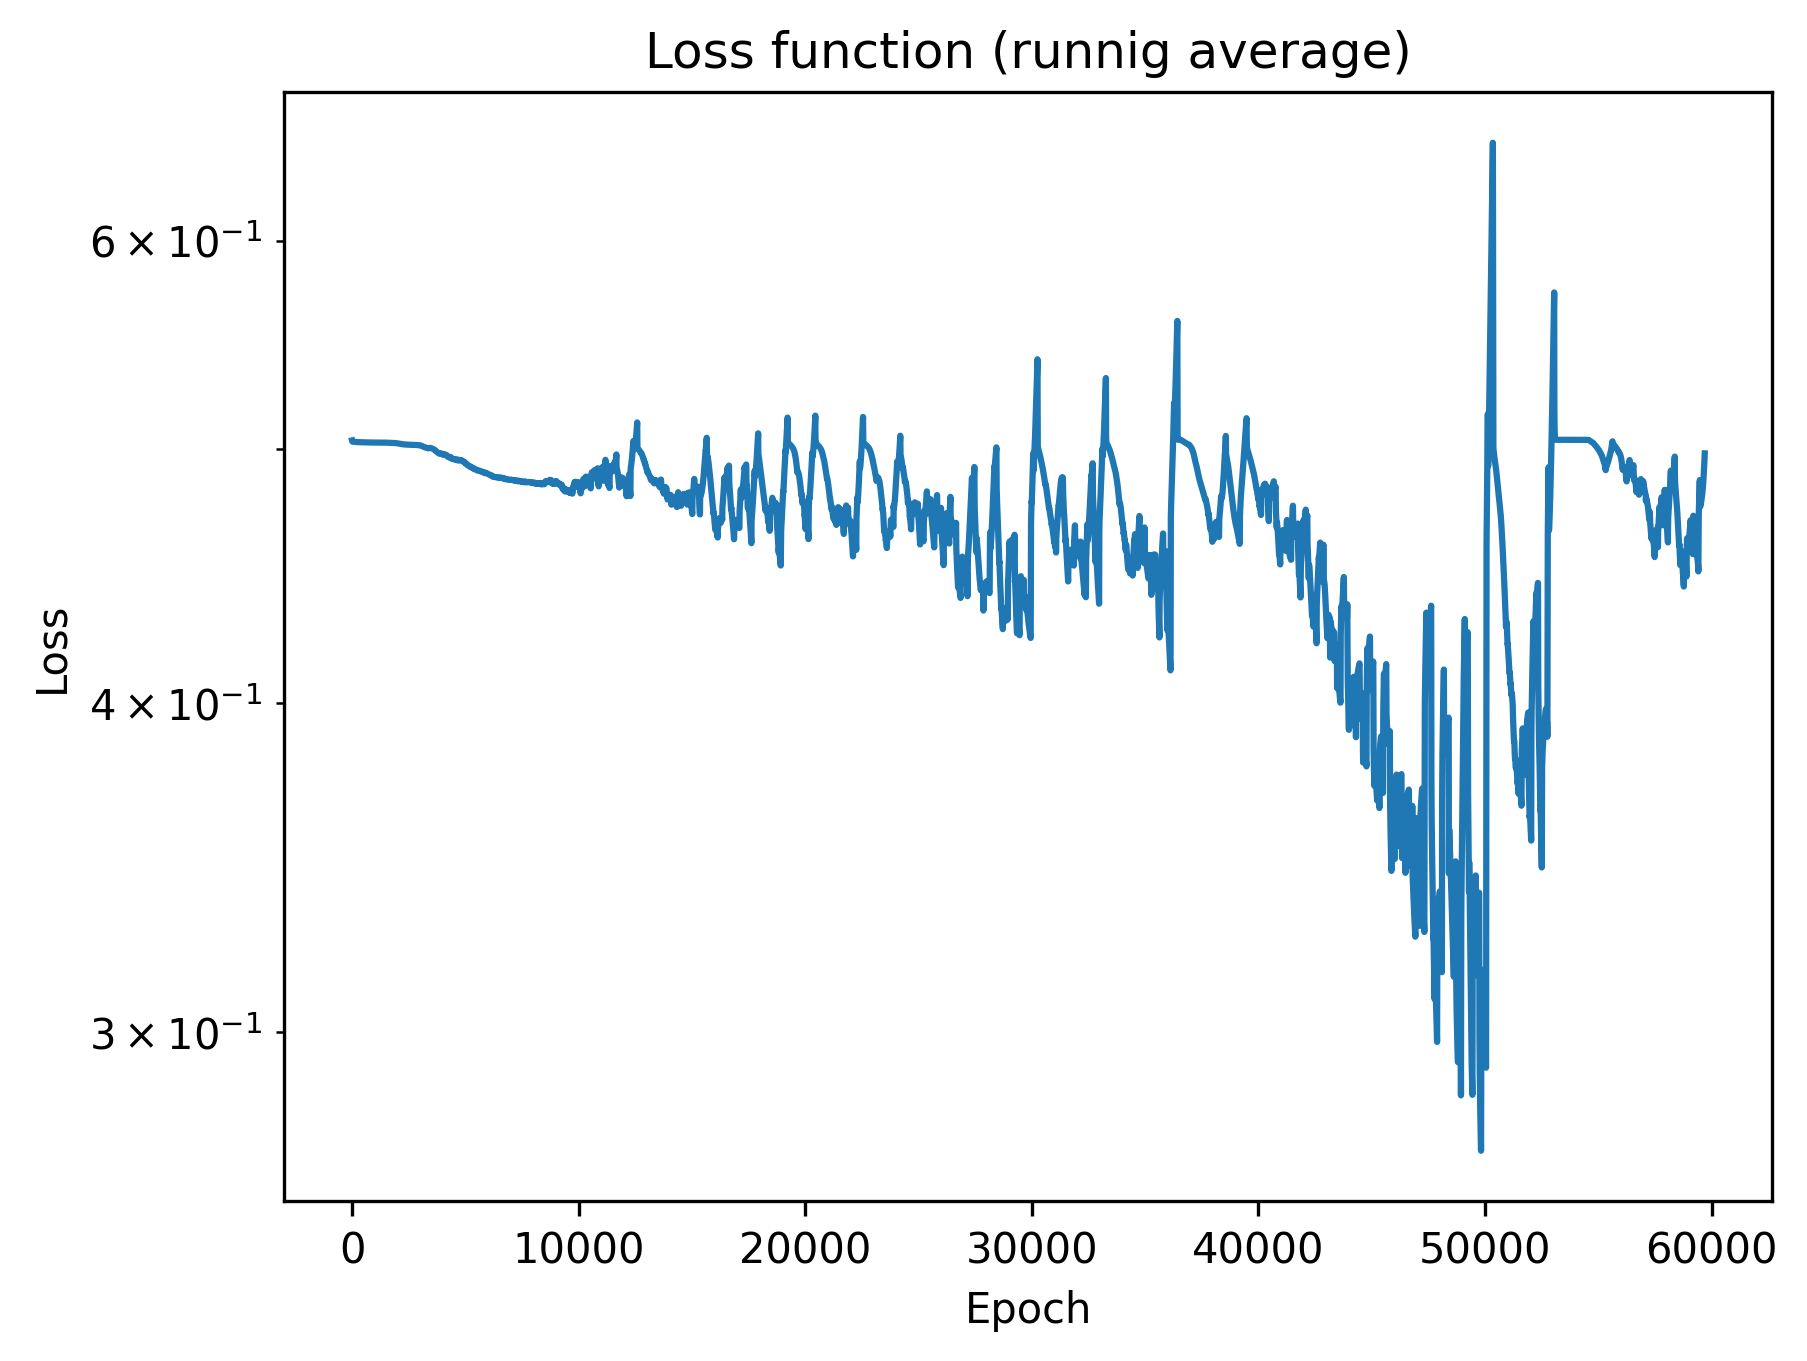 Loss function (runnig average)
6 × 10⁻¹
4 × 10⁻¹
3 × 10⁻¹
Loss
0 10000 20000 30000 40000 50000 60000
Epoch